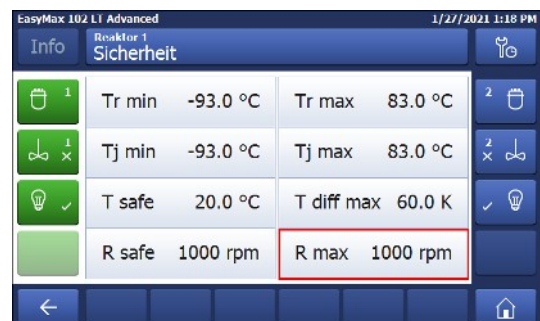 EasyMax 102 LT Advanced 1/27/2021 1:18 PM
Info
Reaktor 1
Sicherheit
1
Tr min -93.0 °C
Tr max 83.0 °C
2
1
Tj min -93.0 °C
Tj max 83.0 °C
2
T safe 20.0 °C
T diff max 60.0 K
R safe 1000 rpm
R max 1000 rpm